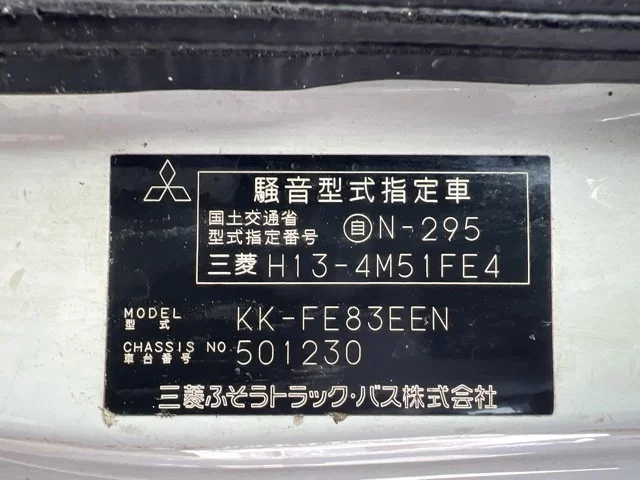 騒音型式指定車
国土交通省
型式指定番号 自N-295
三菱 H13-4M51FE4
MODEL
型式 KK-FE83EEN
CHASSIS NO
車台番号 501230
三菱ふそうトラック・バス株式会社